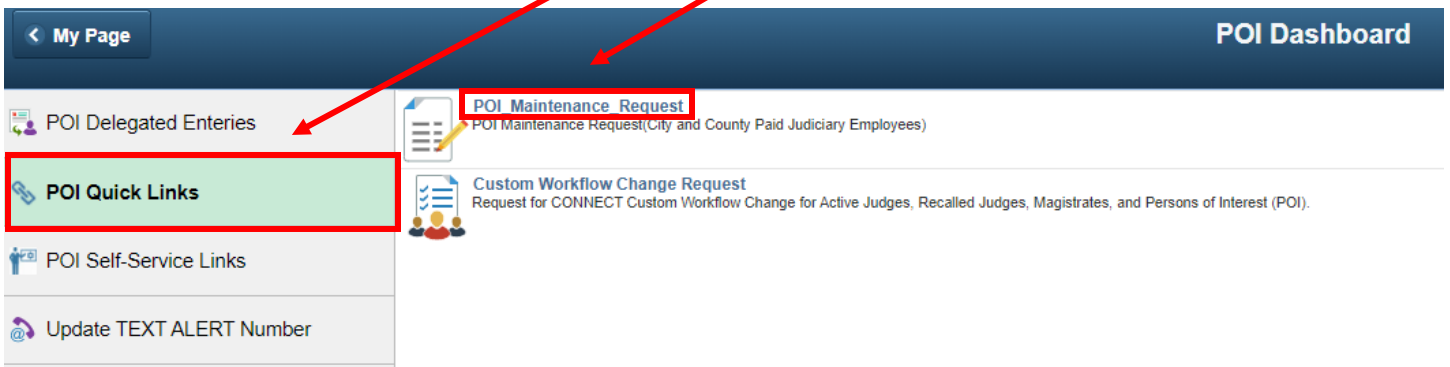 My Page
POI Dashboard
POI Delegated Enteries
POI Quick Links
POI Self-Service Links
Update TEXT ALERT Number
POI_Maintenance_Request
POI Maintenance Request(City and County Paid Judiciary Employees)
Custom Workflow Change Request
Request for CONNECT Custom Workflow Change for Active Judges, Recalled Judges, Magistrates, and Persons of Interest (POI).